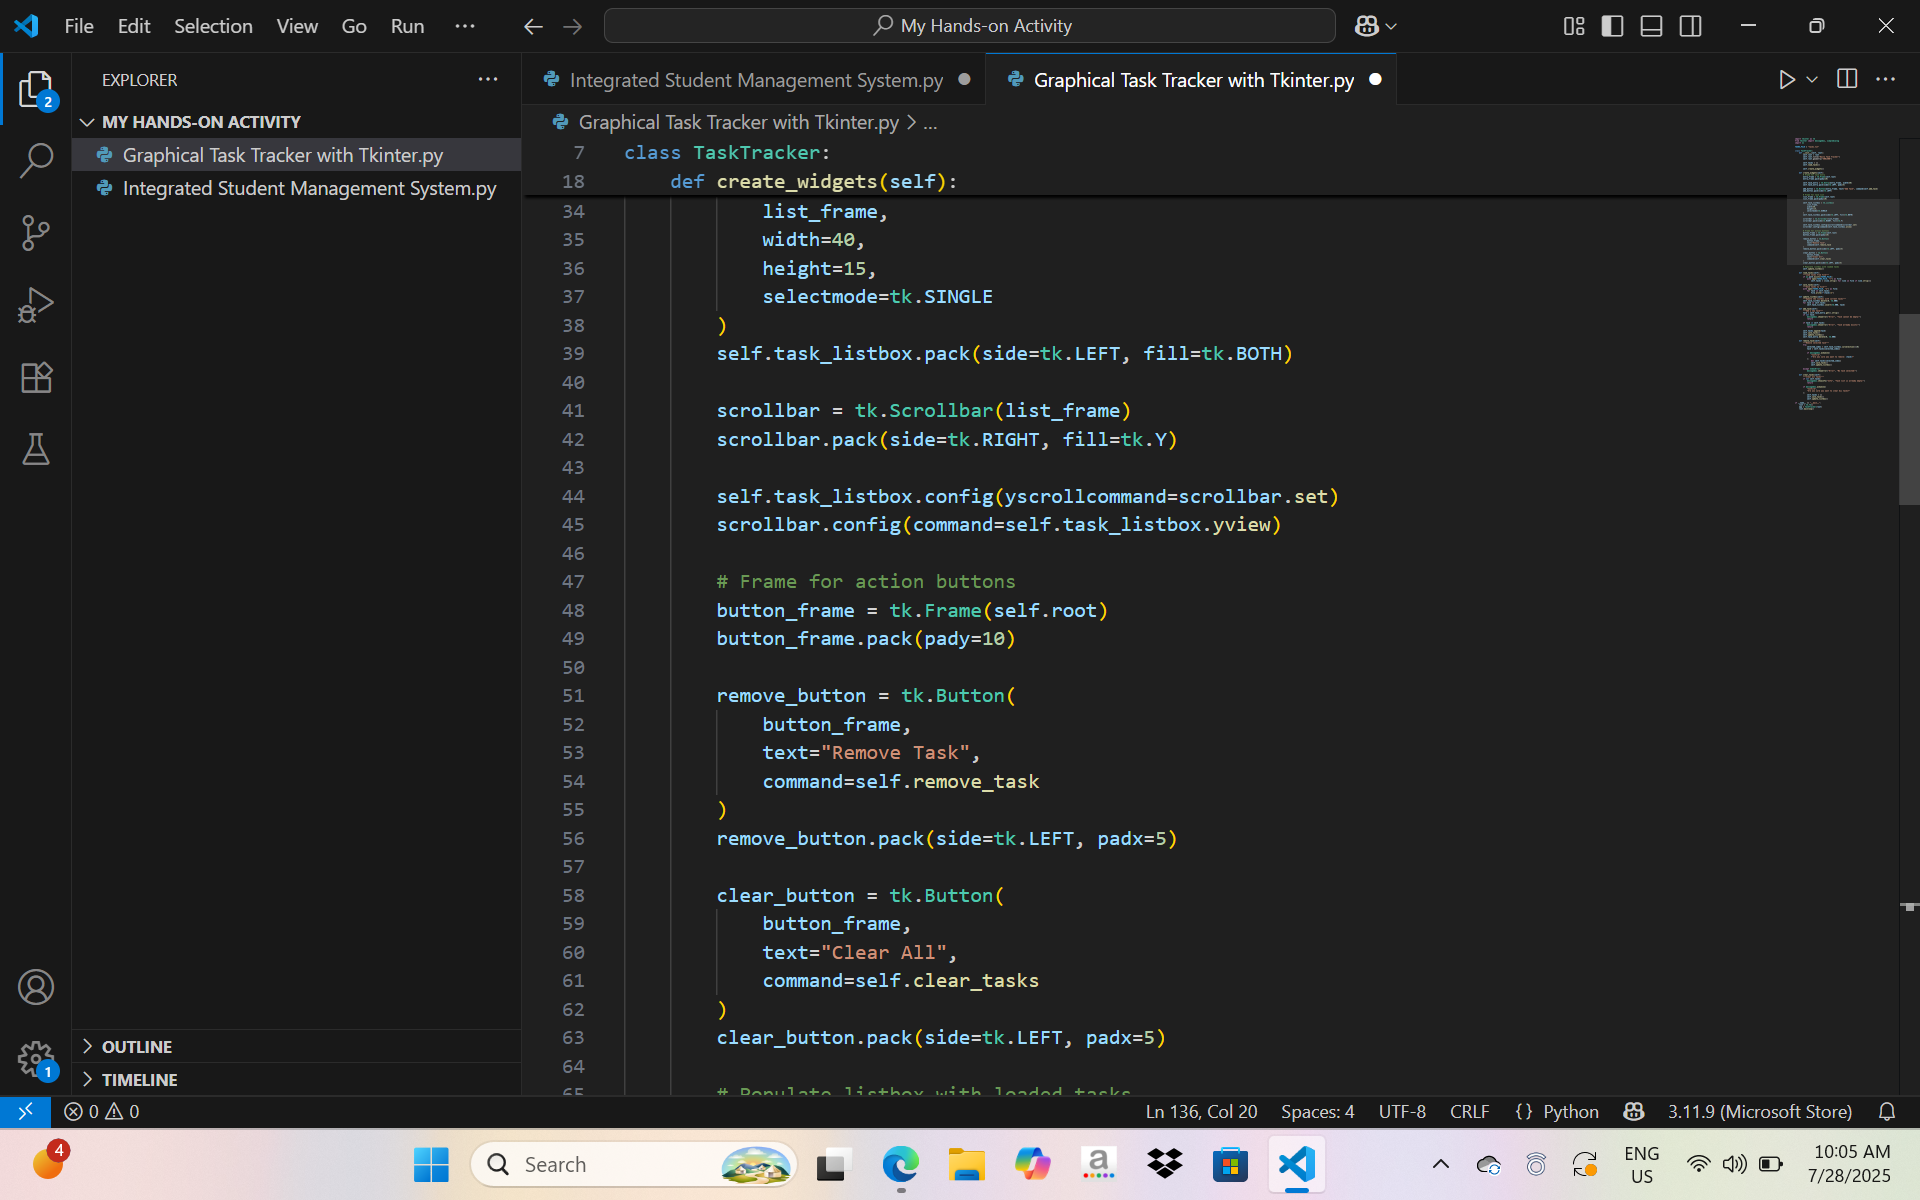 File Edit Selection View Go Run ...
My Hands-on Activity
EXPLORER
2
MY HANDS-ON ACTIVITY
Graphical Task Tracker with Tkinter.py
Integrated Student Management System.py
OUTLINE
TIMELINE
1
Integrated Student Management System.py
Graphical Task Tracker with Tkinter.py
Graphical Task Tracker with Tkinter.py > ...
7 class TaskTracker:
18 def create_widgets(self):
34 list_frame,
35 width=40,
36 height=15,
37 selectmode=tk.SINGLE
38 )
39 self.task_listbox.pack(side=tk.LEFT, fill=tk.BOTH)
40
41 scrollbar = tk.Scrollbar(list_frame)
42 scrollbar.pack(side=tk.RIGHT, fill=tk.Y)
43
44 self.task_listbox.config(yscrollcommand=scrollbar.set)
45 scrollbar.config(command=self.task_listbox.yview)
46
47 # Frame for action buttons
48 button_frame = tk.Frame(self.root)
49 button_frame.pack(pady=10)
50
51 remove_button = tk.Button(
52 button_frame,
53 text="Remove Task",
54 command=self.remove_task
55 )
56 remove_button.pack(side=tk.LEFT, padx=5)
57
58 clear_button = tk.Button(
59 button_frame,
60 text="Clear All",
61 command=self.clear_tasks
62 )
63 clear_button.pack(side=tk.LEFT, padx=5)
64
65 # Populate listbox with loaded tasks
0 0
Ln 136, Col 20 Spaces: 4 UTF-8 CRLF {} Python 3.11.9 (Microsoft Store)
4
Search
ENG
US
10:05 AM
7/28/2025